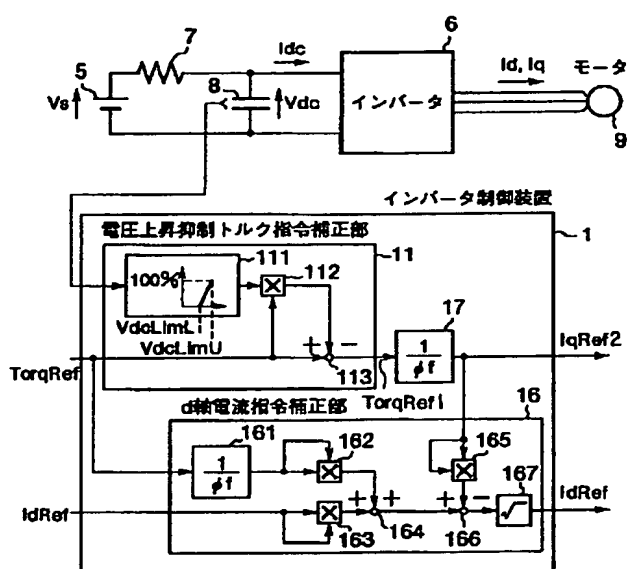 7
Idc
6
Id, Iq
モータ
5
8
Vs
Vdc
インバータ
9
インバータ制御装置
電圧上昇抑制トルク指令補正部
1
11
111
112
100%
VdcLimL
VdcLimU
+
−
113
17
1
φf
TorqRef
TorqRef1
IqRef2
d軸電流指令補正部
16
161
1
φf
162
165
167
+
+
+
−
√
IdRef
163
164
166
IdRef